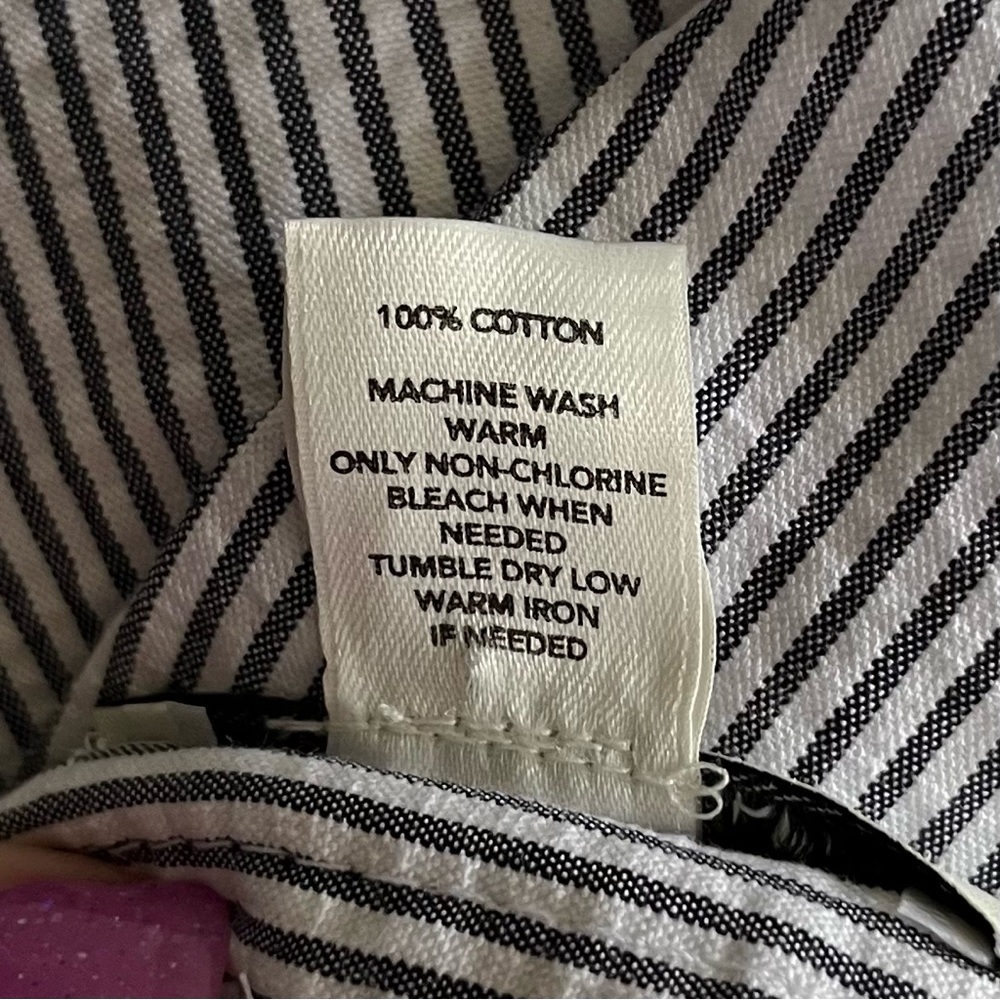 100% COTTON
MACHINE WASH
WARM
ONLY NON-CHLORINE
BLEACH WHEN
NEEDED
TUMBLE DRY LOW
WARM IRON
IF NEEDED